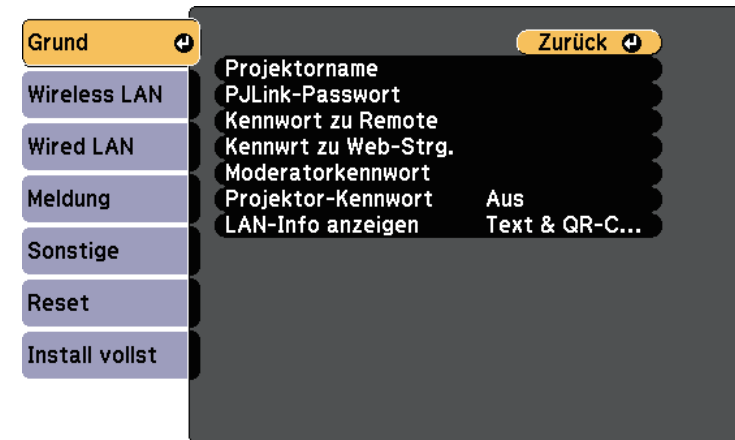 Grund
Wireless LAN
Wired LAN
Meldung
Sonstige
Reset
Install vollst
Zurück
Projektorname
PJLink-Passwort
Kennwort zu Remote
Kennwrt zu Web-Strg.
Moderatorkennwort
Projektor-Kennwort Aus
LAN-Info anzeigen Text & QR-C...